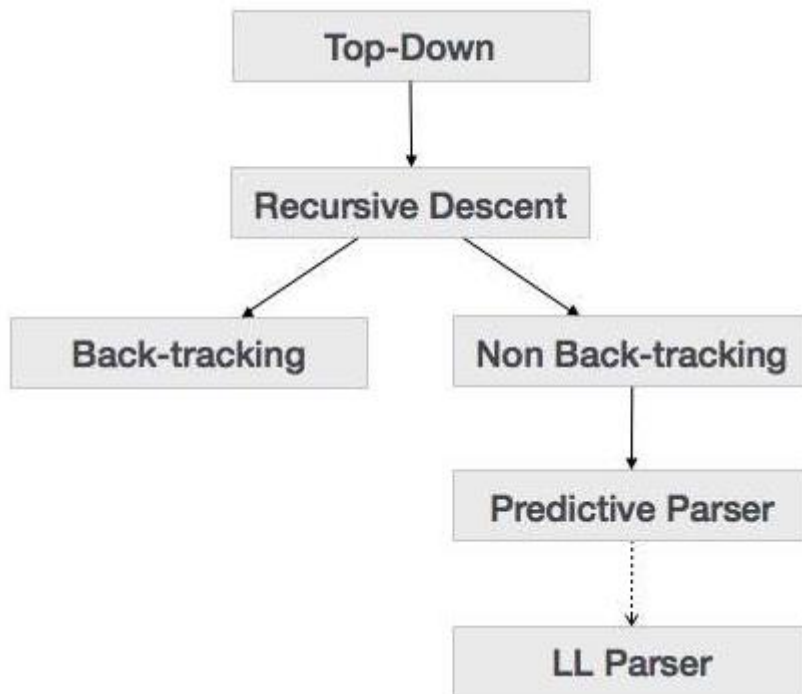 Top-Down
Recursive Descent
Back-tracking
Non Back-tracking
Predictive Parser
LL Parser